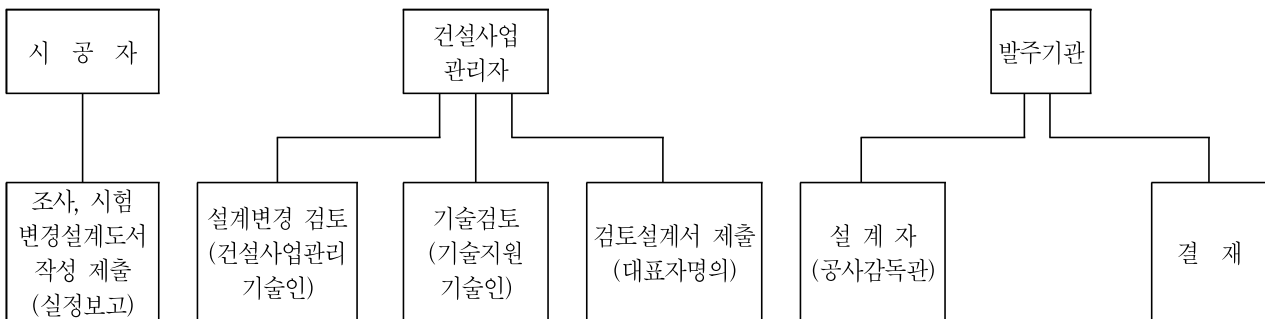 시 공 자
건설사업
관리자
발주기관
조사, 시험
변경설계도서
작성 제출
(실정보고)
설계변경 검토
(건설사업관리
기술인)
기술검토
(기술지원
기술인)
검토설계서 제출
(대표자명의)
설 계 자
(공사감독관)
결 재